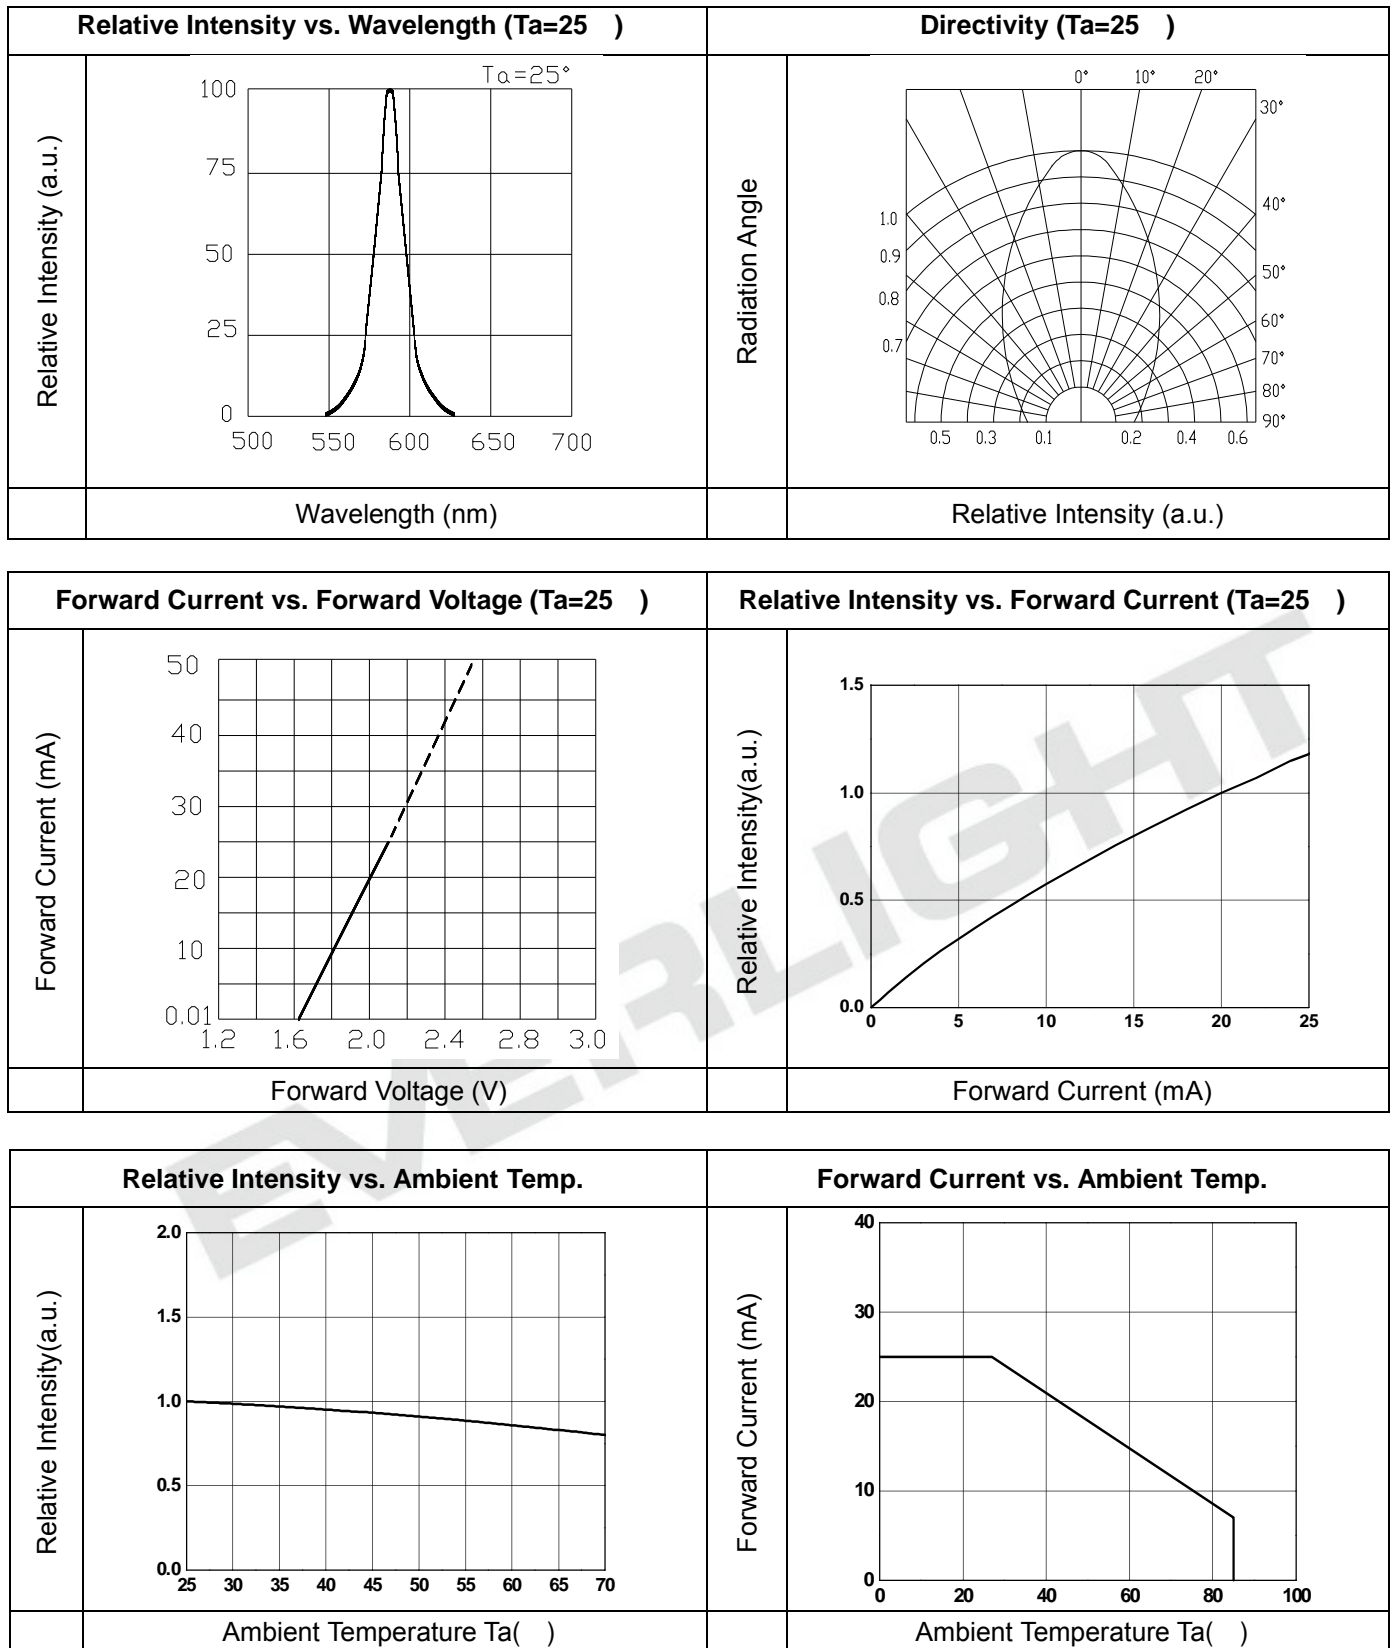 Relative Intensity vs. Wavelength (Ta=25 )
Directivity (Ta=25 )
Relative Intensity (a.u.)
Ta=25°
100
75
50
25
0
500 550 600 650 700
Wavelength (nm)
Radiation Angle
0° 10° 20°
30°
40°
50°
60°
70°
80°
90°
1.0
0.9
0.8
0.7
0.5 0.3 0.1 0.2 0.4 0.6
Relative Intensity (a.u.)
Forward Current vs. Forward Voltage (Ta=25 )
Relative Intensity vs. Forward Current (Ta=25 )
Forward Current (mA)
50
40
30
20
10
0.01
1.2 1.6 2.0 2.4 2.8 3.0
Forward Voltage (V)
Relative Intensity(a.u.)
1.5
1.0
0.5
0.0
0 5 10 15 20 25
Forward Current (mA)
EVERLIGHT
Relative Intensity vs. Ambient Temp.
Forward Current vs. Ambient Temp.
Relative Intensity(a.u.)
2.0
1.5
1.0
0.5
0.0
25 30 35 40 45 50 55 60 65 70
Ambient Temperature Ta( )
Forward Current (mA)
40
30
20
10
0
0 20 40 60 80 100
Ambient Temperature Ta( )